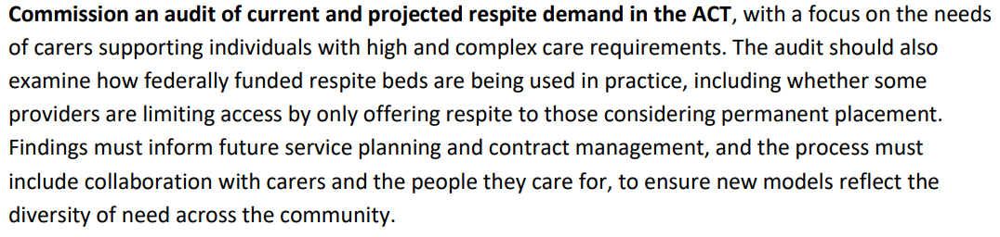 Commission an audit of current and projected respite demand in the ACT, with a focus on the needs
of carers supporting individuals with high and complex care requirements. The audit should also
examine how federally funded respite beds are being used in practice, including whether some
providers are limiting access by only offering respite to those considering permanent placement.
Findings must inform future service planning and contract management, and the process must
include collaboration with carers and the people they care for, to ensure new models reflect the
diversity of need across the community.